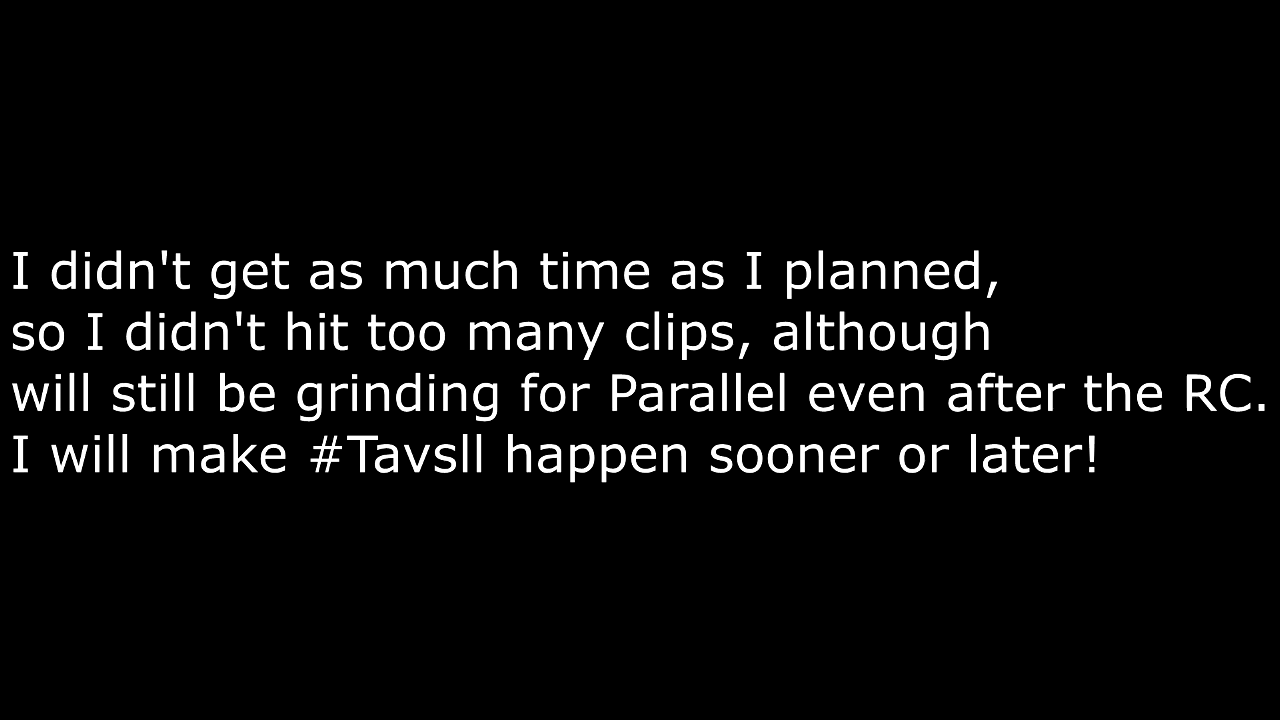 I didn't get as much time as I planned,
so I didn't hit too many clips, although
will still be grinding for Parallel even after the RC.
I will make #Tavsll happen sooner or later!